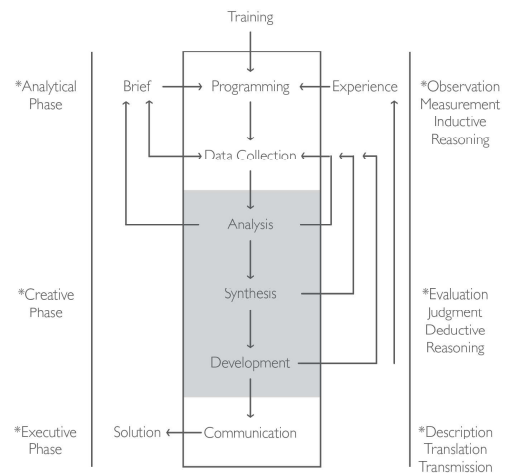 Training
*Analytical
Phase
Brief
Programming
Experience
*Observation
Measurement
Inductive
Reasoning
Data Collection
Analysis
*Creative
Phase
Synthesis
*Evaluation
Judgment
Deductive
Reasoning
Development
*Executive
Phase
Solution
Communication
*Description
Translation
Transmission